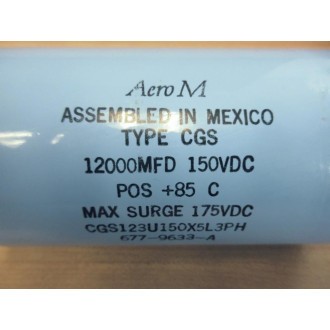 Aero M
ASSEMBLED IN MEXICO
TYPE CGS
12000MFD 150VDC
POS +85 C
MAX SURGE 175VDC
CGS123U150X5L3PH
677-9633-A